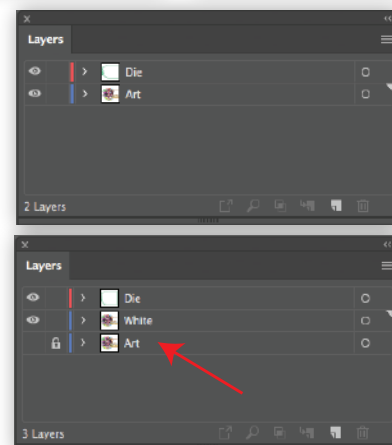 Layers
Die
Art
2 Layers
Layers
Die
White
Art
3 Layers